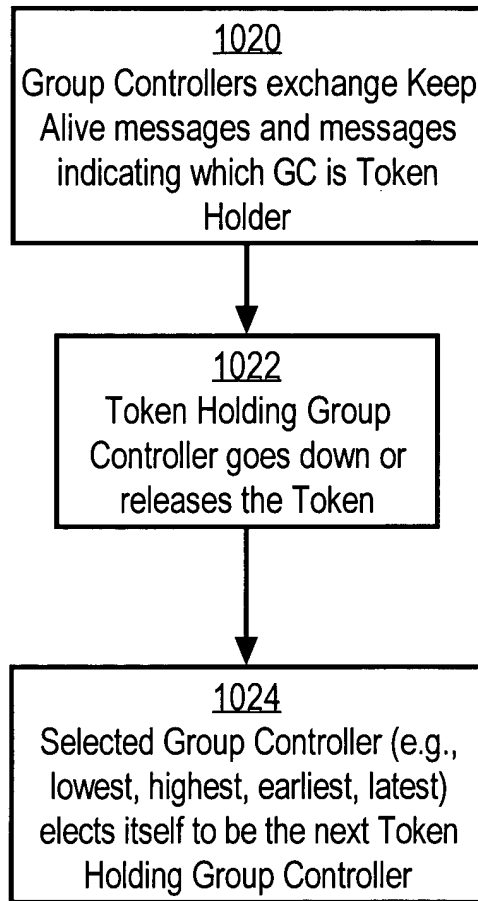 1020
Group Controllers exchange Keep
Alive messages and messages
indicating which GC is Token
Holder
1022
Token Holding Group
Controller goes down or
releases the Token
1024
Selected Group Controller (e.g.,
lowest, highest, earliest, latest)
elects itself to be the next Token
Holding Group Controller